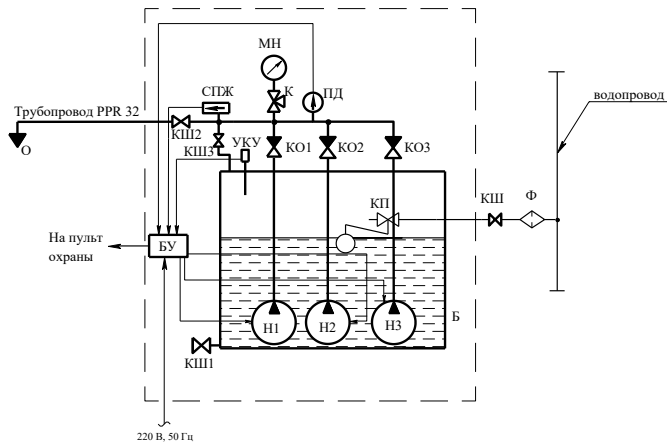 МН
СПЖ
К
ПД
Трубопровод PPR 32
водопровод
О
КШ2
КШ3
УКУ
КО1
КО2
КО3
КП
КШ
Ф
На пульт
охраны
БУ
Б
Н1
Н2
Н3
КШ1
220 В, 50 Гц